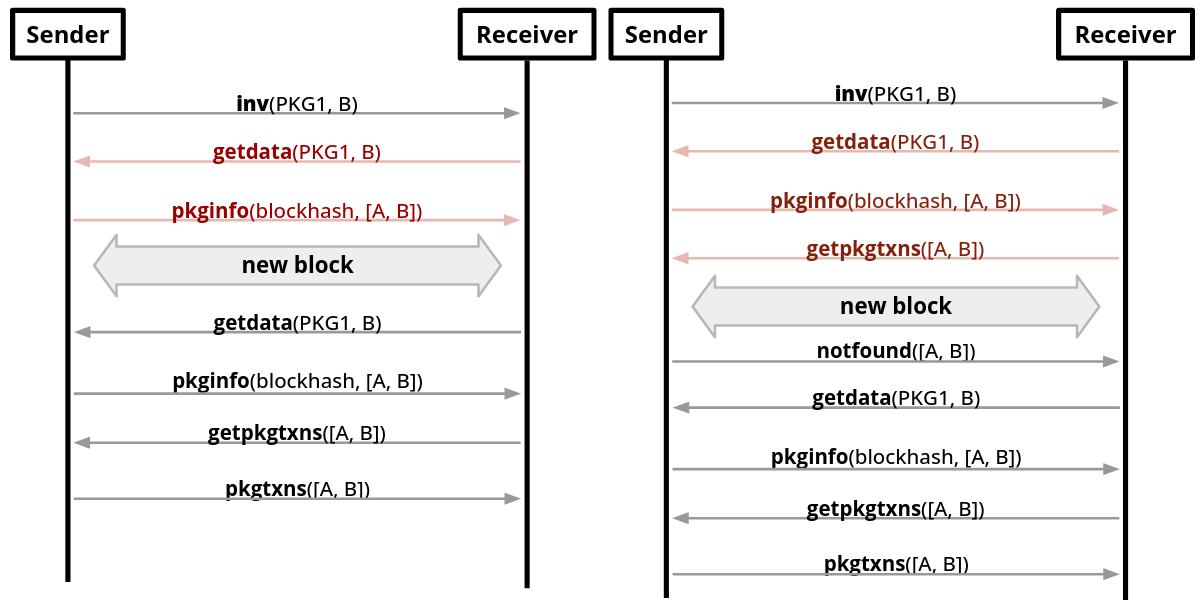 Sender
Receiver
inv(PKG1, B)
getdata(PKG1, B)
pkginfo(blockhash, [A, B])
new block
getdata(PKG1, B)
pkginfo(blockhash, [A, B])
getpkgtxns([A, B])
pkgtxns([A, B])
Sender
Receiver
inv(PKG1, B)
getdata(PKG1, B)
pkginfo(blockhash, [A, B])
getpkgtxns([A, B])
new block
notfound([A, B])
getdata(PKG1, B)
pkginfo(blockhash, [A, B])
getpkgtxns([A, B])
pkgtxns([A, B])